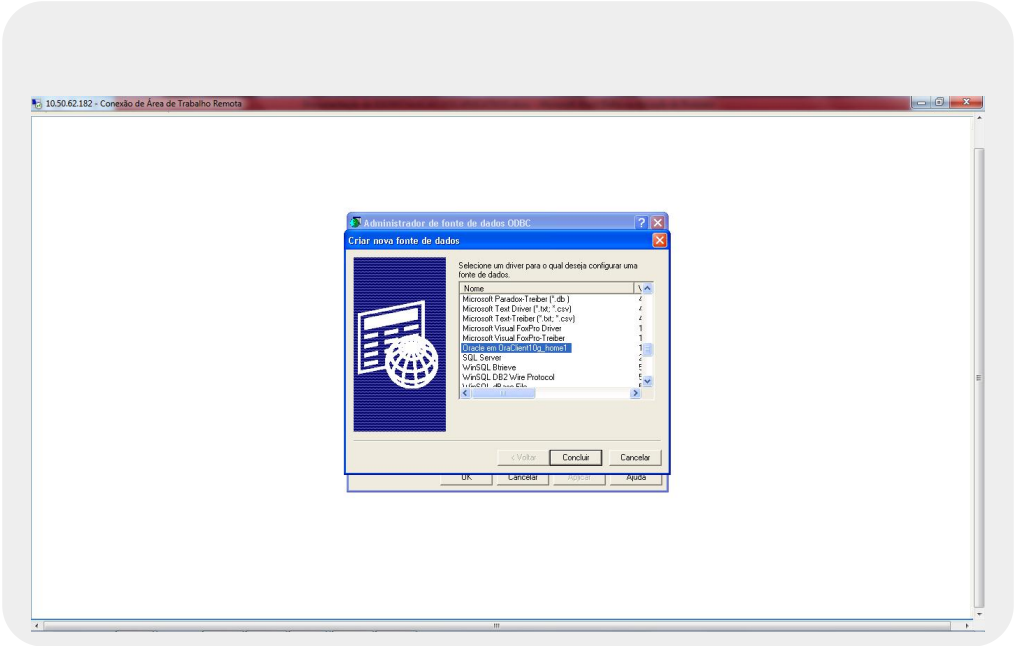 10.50.62.182 - Conexão de Área de Trabalho Remota
Administrador de fonte de dados ODBC
Criar nova fonte de dados
Selecione um driver para o qual deseja configurar uma
fonte de dados.
Nome
Microsoft Paradox-Treiber (*.db )
Microsoft Text Driver (*.txt; *.csv)
Microsoft Text-Treiber (*.txt; *.csv)
Microsoft Visual FoxPro Driver
Microsoft Visual FoxPro-Treiber
Oracle em OraClient10g_home1
SQL Server
WinSQL Btrieve
WinSQL DB2 Wire Protocol
WinSQL dBase File
< Voltar Concluir Cancelar
OK Cancelar Aplicar Ajuda